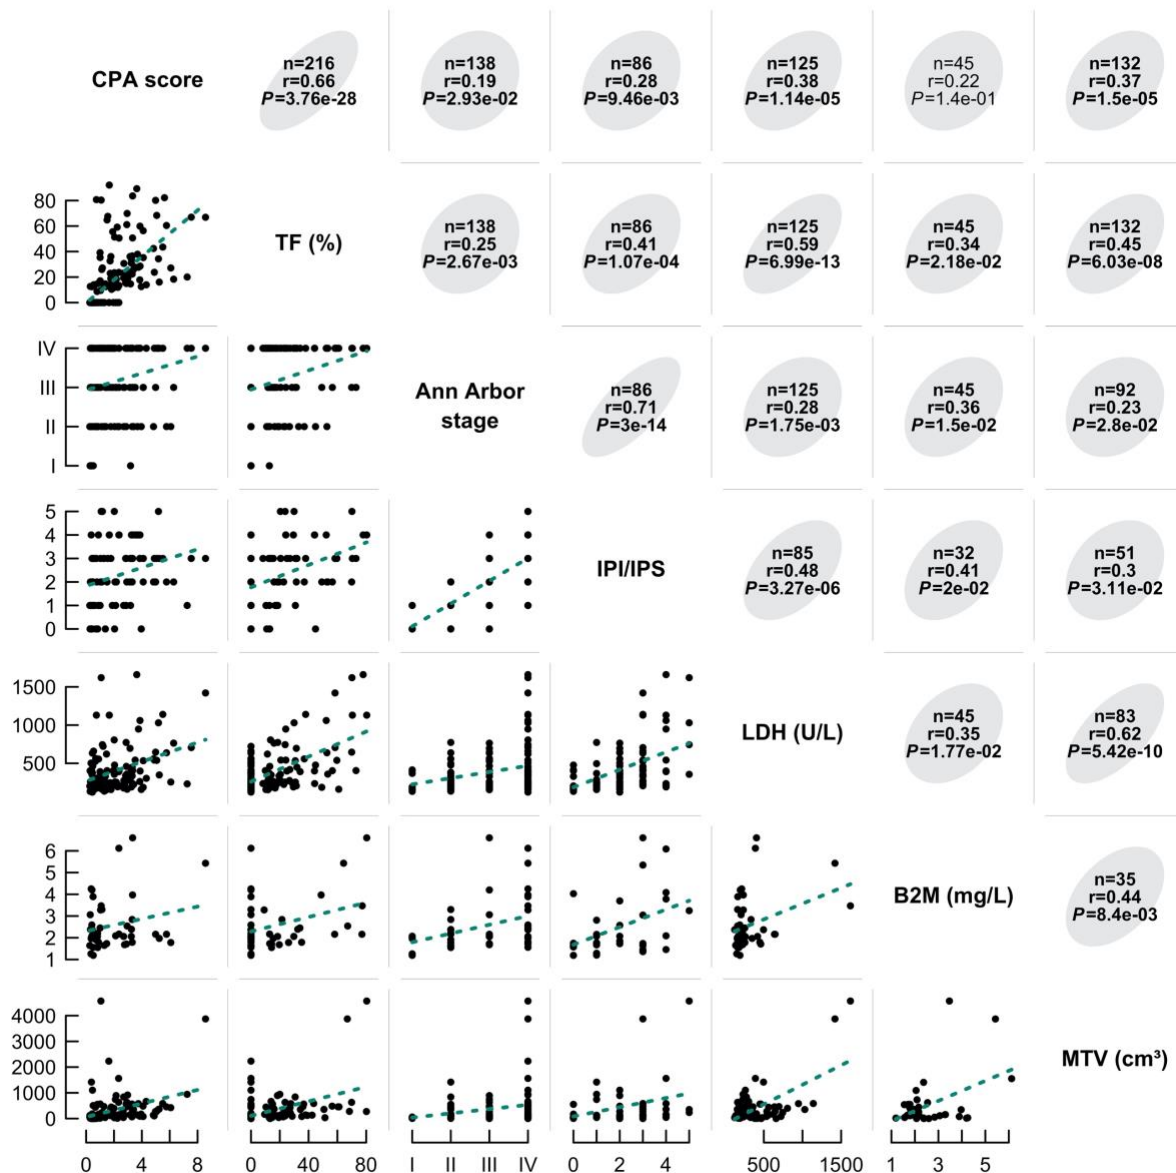 CPA score
n=216
r=0.66
P=3.76e-28
n=138
r=0.19
P=2.93e-02
n=86
r=0.28
P=9.46e-03
n=125
r=0.38
P=1.14e-05
n=45
r=0.22
P=1.4e-01
n=132
r=0.37
P=1.5e-05
80
60
40
20
0
TF (%)
n=138
r=0.25
P=2.67e-03
n=86
r=0.41
P=1.07e-04
n=125
r=0.59
P=6.99e-13
n=45
r=0.34
P=2.18e-02
n=132
r=0.45
P=6.03e-08
IV
III
II
I
Ann Arbor
stage
n=86
r=0.71
P=3e-14
n=125
r=0.28
P=1.75e-03
n=45
r=0.36
P=1.5e-02
n=92
r=0.23
P=2.8e-02
5
4
3
2
1
0
IPI/IPS
n=85
r=0.48
P=3.27e-06
n=32
r=0.41
P=2e-02
n=51
r=0.3
P=3.11e-02
1500
1000
500
LDH (U/L)
n=45
r=0.35
P=1.77e-02
n=83
r=0.62
P=5.42e-10
6
5
4
3
2
1
B2M (mg/L)
n=35
r=0.44
P=8.4e-03
4000
3000
2000
1000
0
MTV (cm³)
0 4 8
0 40 80
I II III IV
0 2 4
500 1500
1 3 5